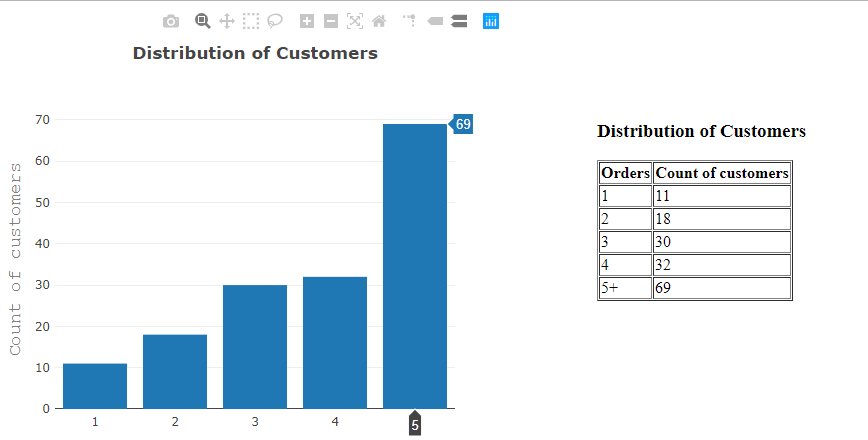 Distribution of Customers
70
69
60
50
40
30
20
10
0
Count of customers
1 2 3 4 5
Distribution of Customers
Orders Count of customers
1 11
2 18
3 30
4 32
5+ 69